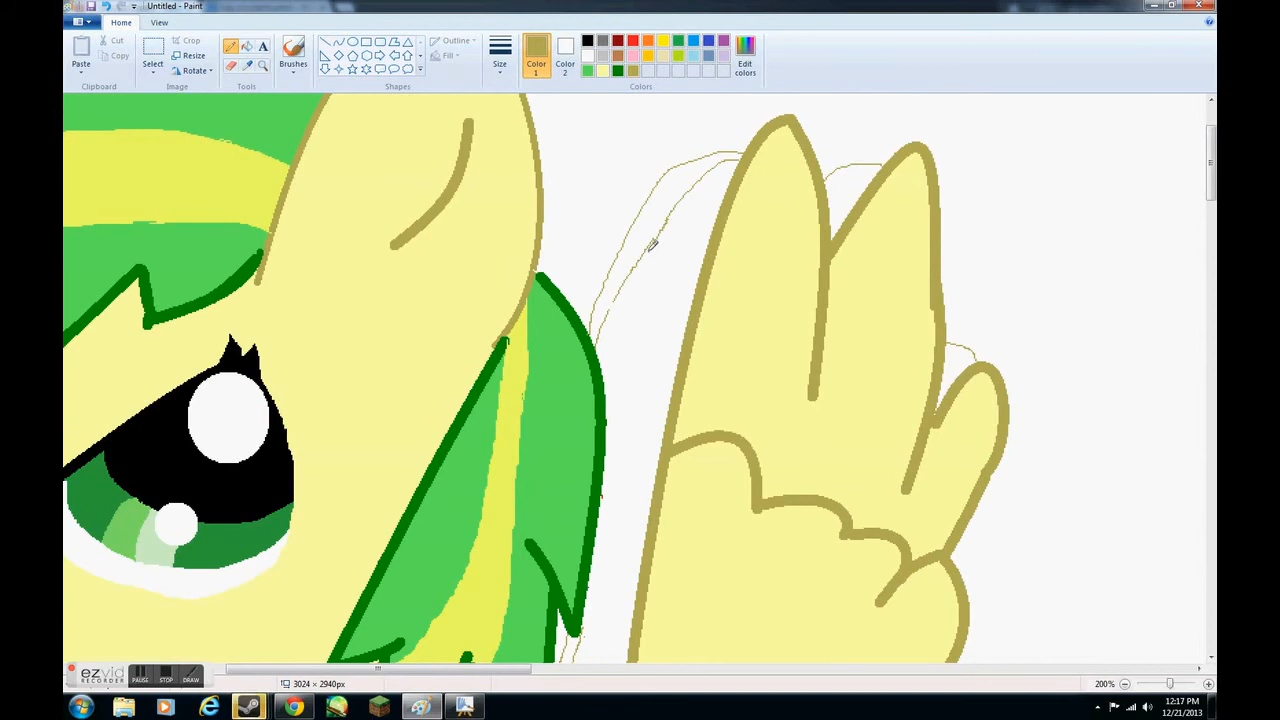 Untitled - Paint
Home
View
Paste
Cut
Copy
Clipboard
Select
Crop
Resize
Rotate
Image
A
Tools
Brushes
Outline
Fill
Shapes
Size
Color
1
Color
2
Edit
colors
Colors
ezvid
RECORDER
PAUSE
STOP
DRAW
3024 × 2940px
200%
12:17 PM
12/21/2013